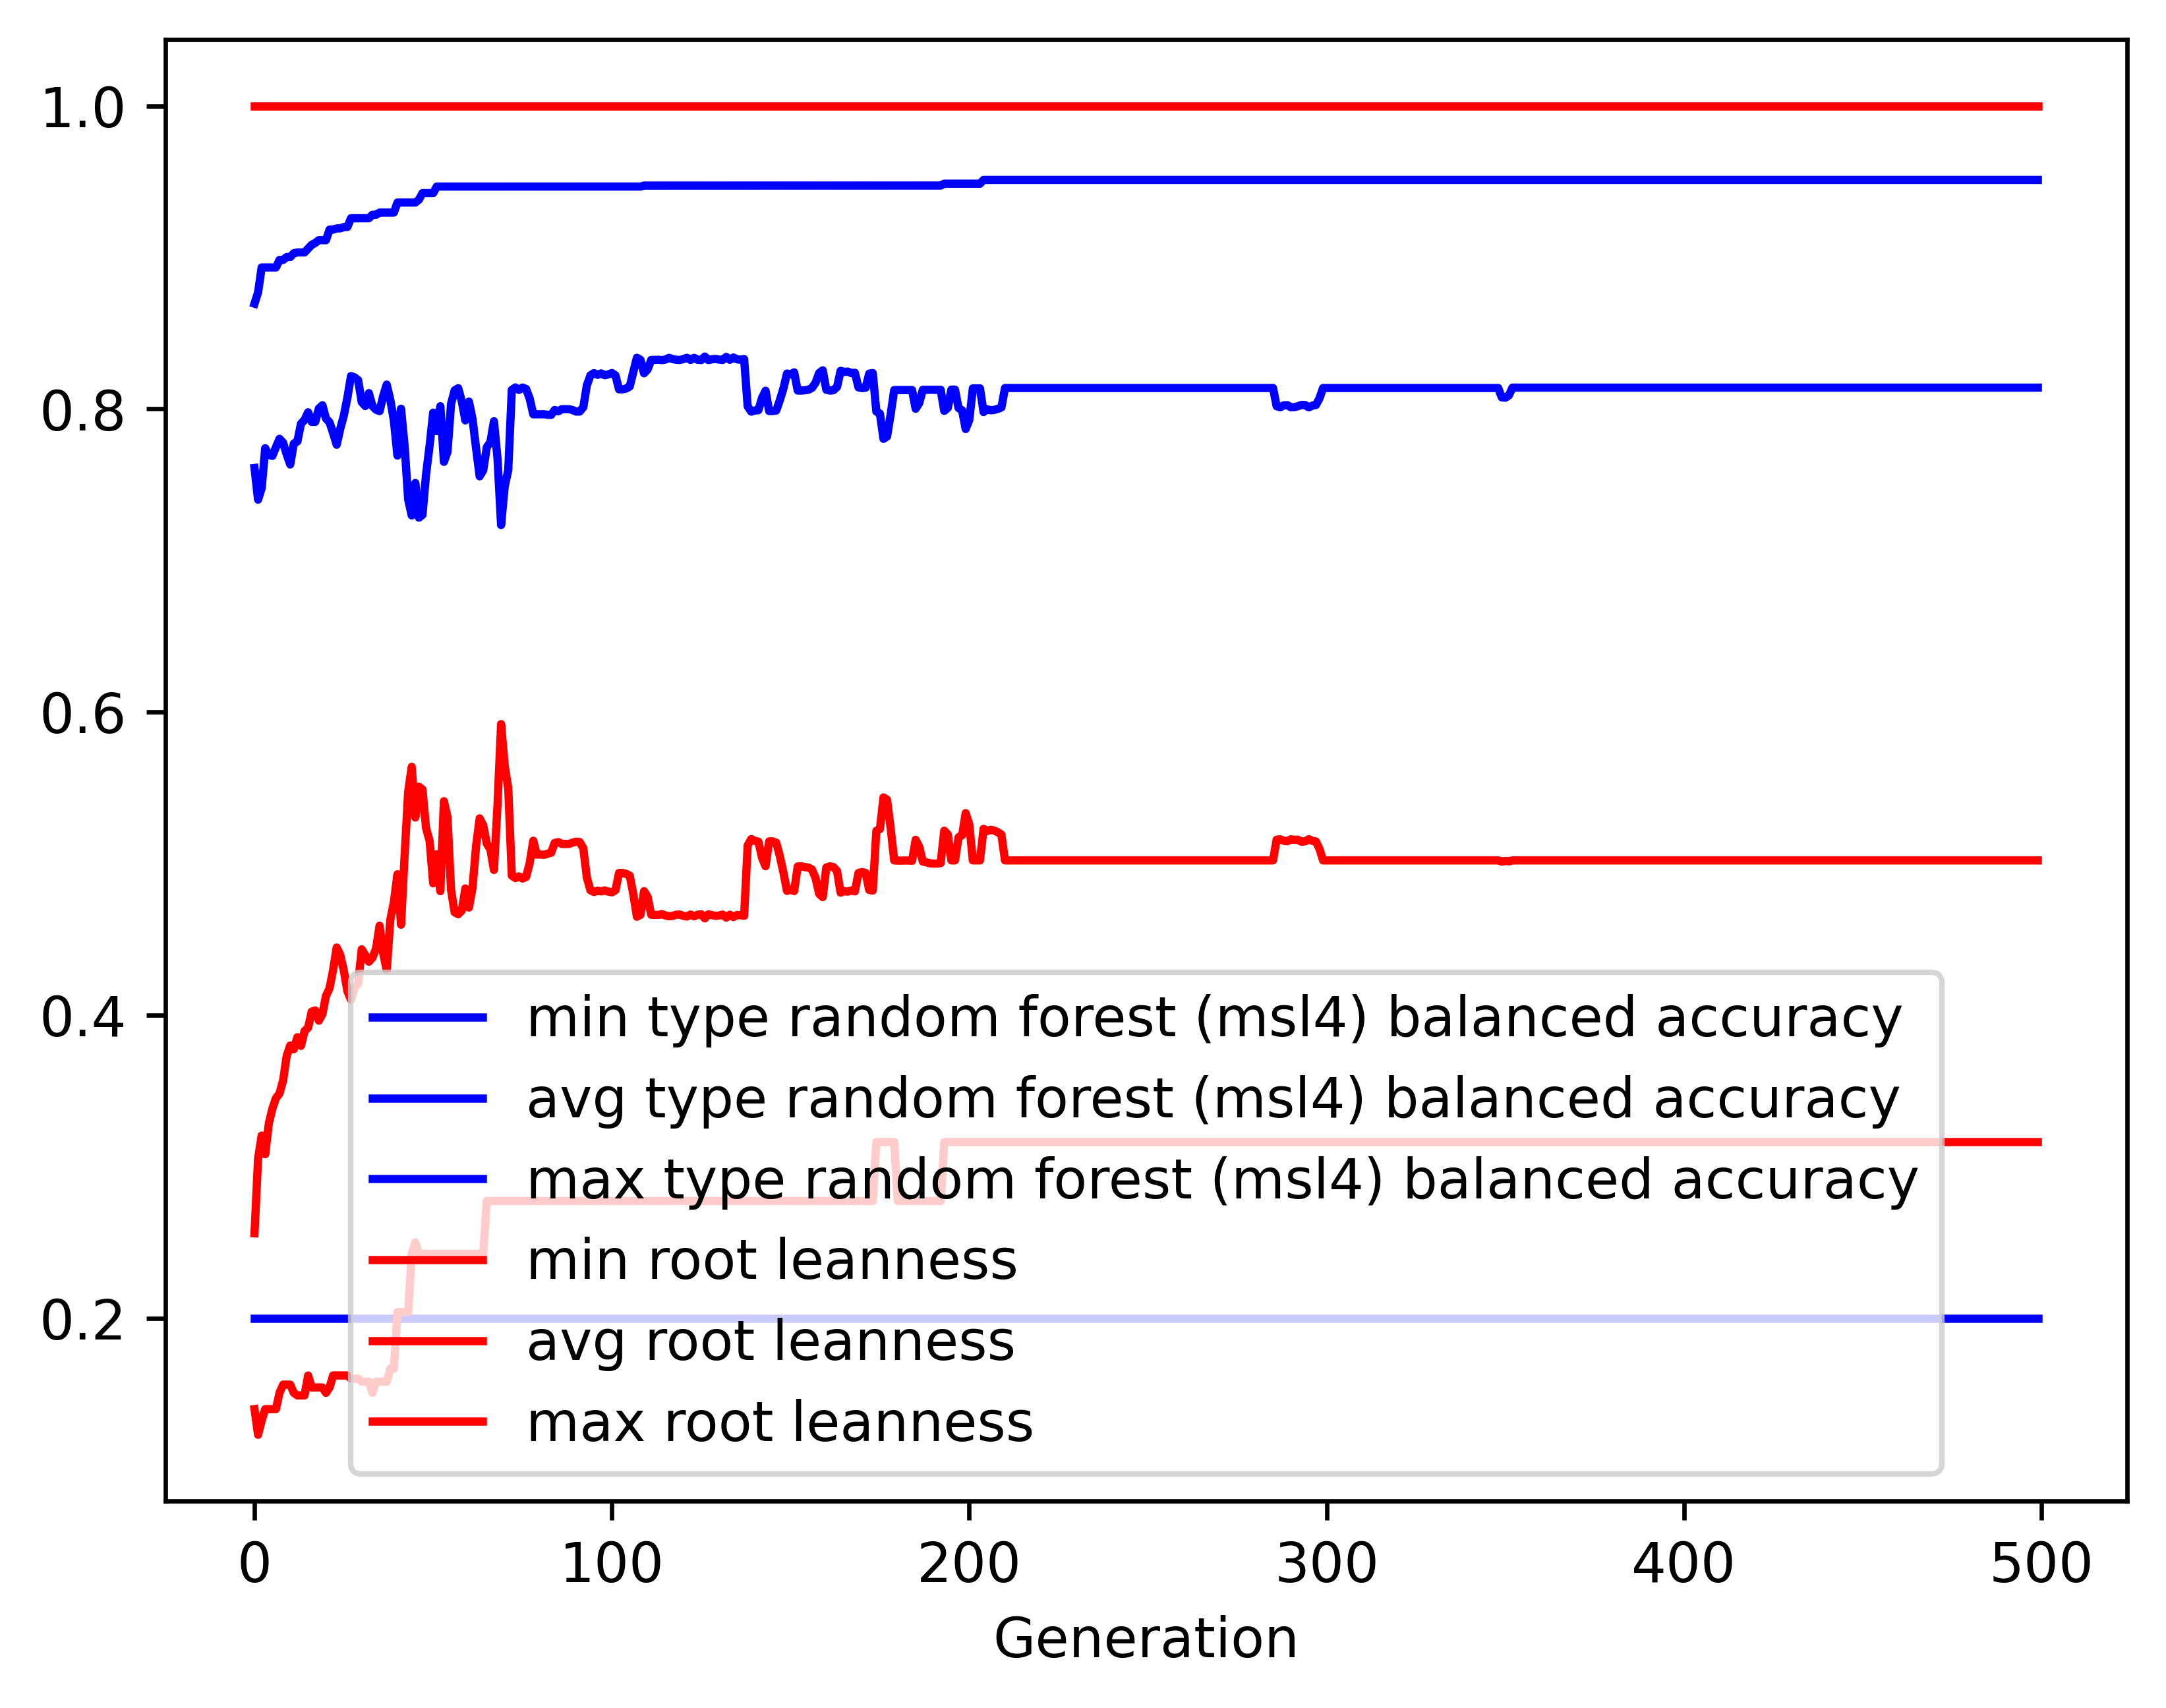 1.0
0.8
0.6
0.4
0.2
min type random forest (msl4) balanced accuracy
avg type random forest (msl4) balanced accuracy
max type random forest (msl4) balanced accuracy
min root leanness
avg root leanness
max root leanness
0 100 200 300 400 500
Generation